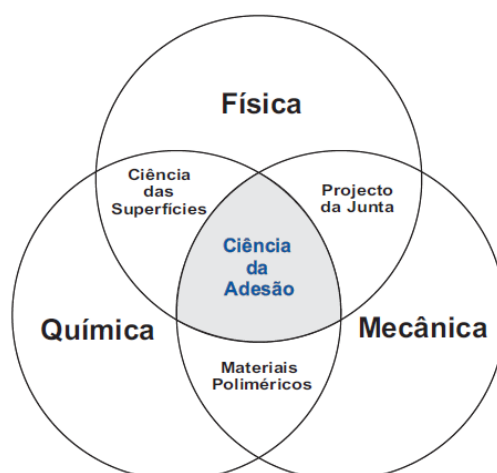 Física
Ciência
das
Superfícies
Projecto
da Junta
Ciência
da
Adesão
Química
Mecânica
Materiais
Poliméricos